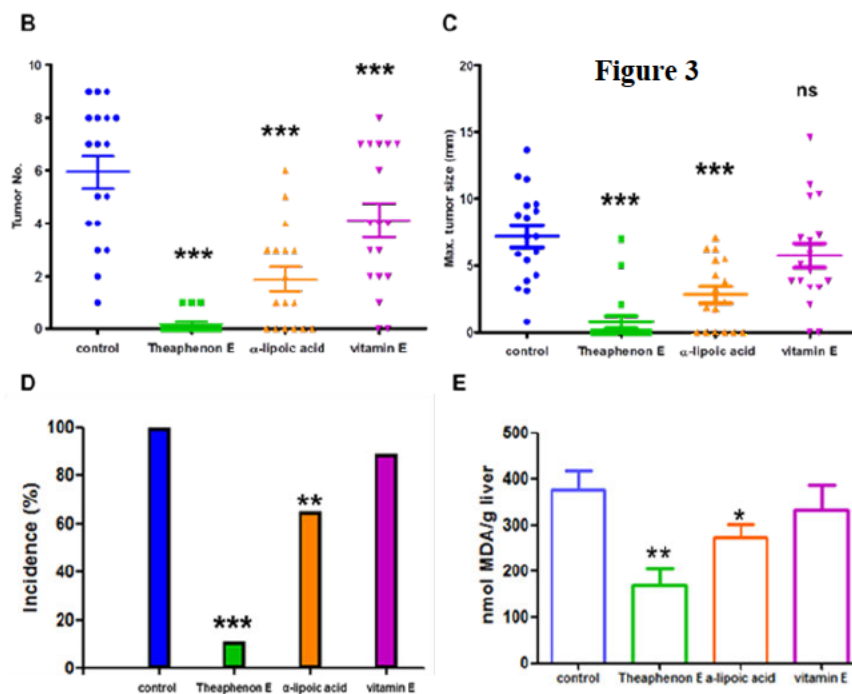 B
Tumor No.
10
8
6
4
2
0
***
***
***
control
Theaphenon E
α-lipoic acid
vitamin E
C
Figure 3
Max. tumor size (mm)
20
15
10
5
0
***
***
ns
control
Theaphenon E
α-lipoic acid
vitamin E
D
Incidence (%)
100
80
60
40
20
0
***
**
control
Theaphenon E
α-lipoic acid
vitamin E
E
nmol MDA/g liver
500
400
300
200
100
0
**
*
control
Theaphenon E
a-lipoic acid
vitamin E